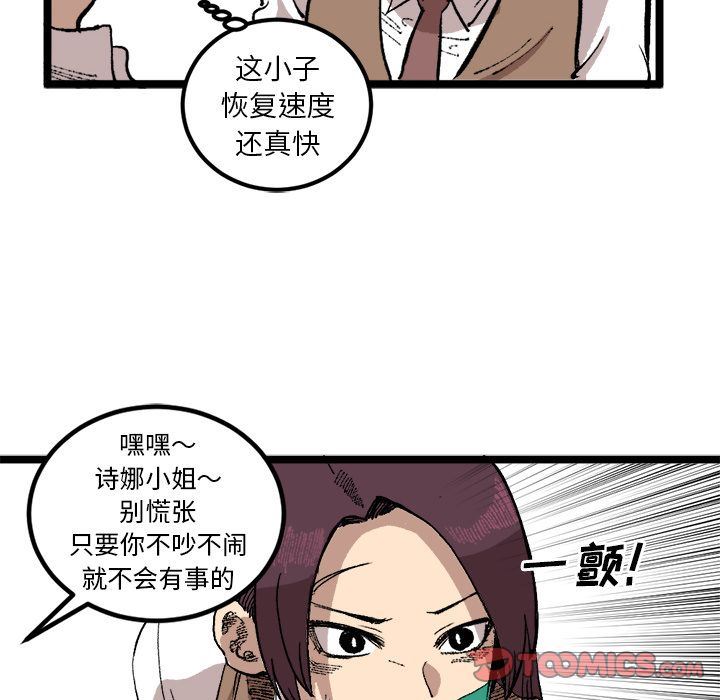 这小子
恢复速度
还真快
嘿嘿～
诗娜小姐～
别慌张
只要你不吵不闹
就不会有事的
一颤！
TOOMICS.COM